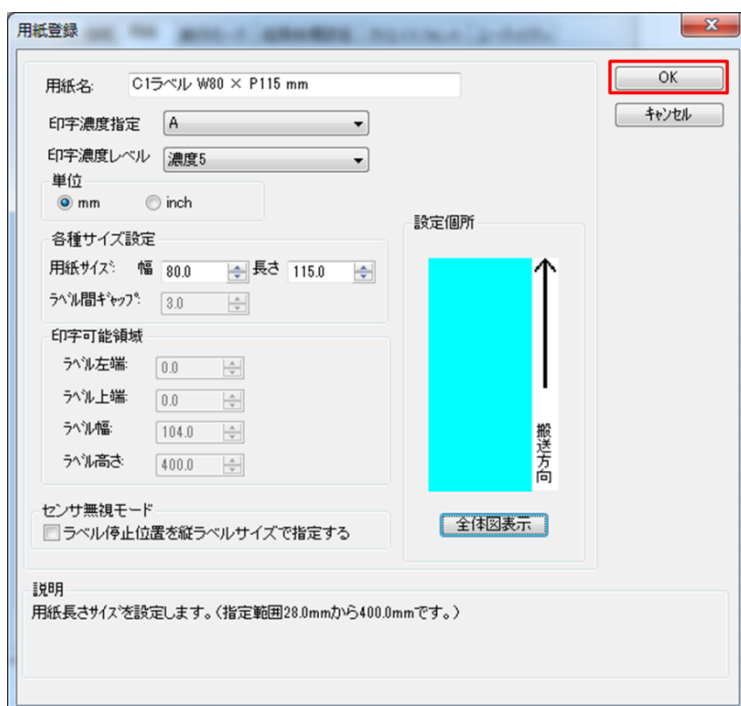 用紙登録
用紙名: C1ラベル W80 × P115 mm
OK
キャンセル
印字濃度指定 A
印字濃度レベル 濃度5
単位
mm inch
設定個所
各種サイズ設定
用紙サイズ: 幅 80.0 長さ 115.0
ラベル間ギャップ: 3.0
印字可能領域
ラベル左端: 0.0
ラベル上端: 0.0
ラベル幅: 104.0
ラベル高さ: 400.0
搬送方向
センサ無視モード
ラベル停止位置を縦ラベルサイズで指定する
全体図表示
説明
用紙長さサイズを設定します。(指定範囲28.0mmから400.0mmです。)